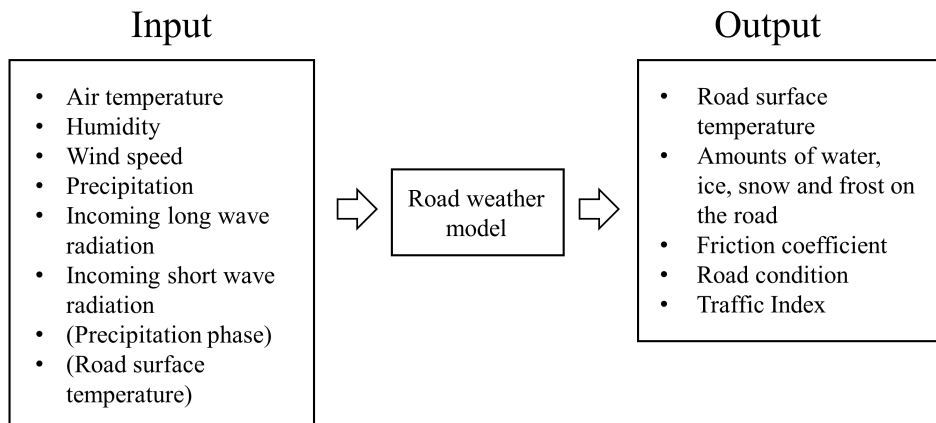 Input
• Air temperature
• Humidity
• Wind speed
• Precipitation
• Incoming long wave
radiation
• Incoming short wave
radiation
• (Precipitation phase)
• (Road surface
temperature)
Road weather
model
Output
• Road surface
temperature
• Amounts of water,
ice, snow and frost on
the road
• Friction coefficient
• Road condition
• Traffic Index